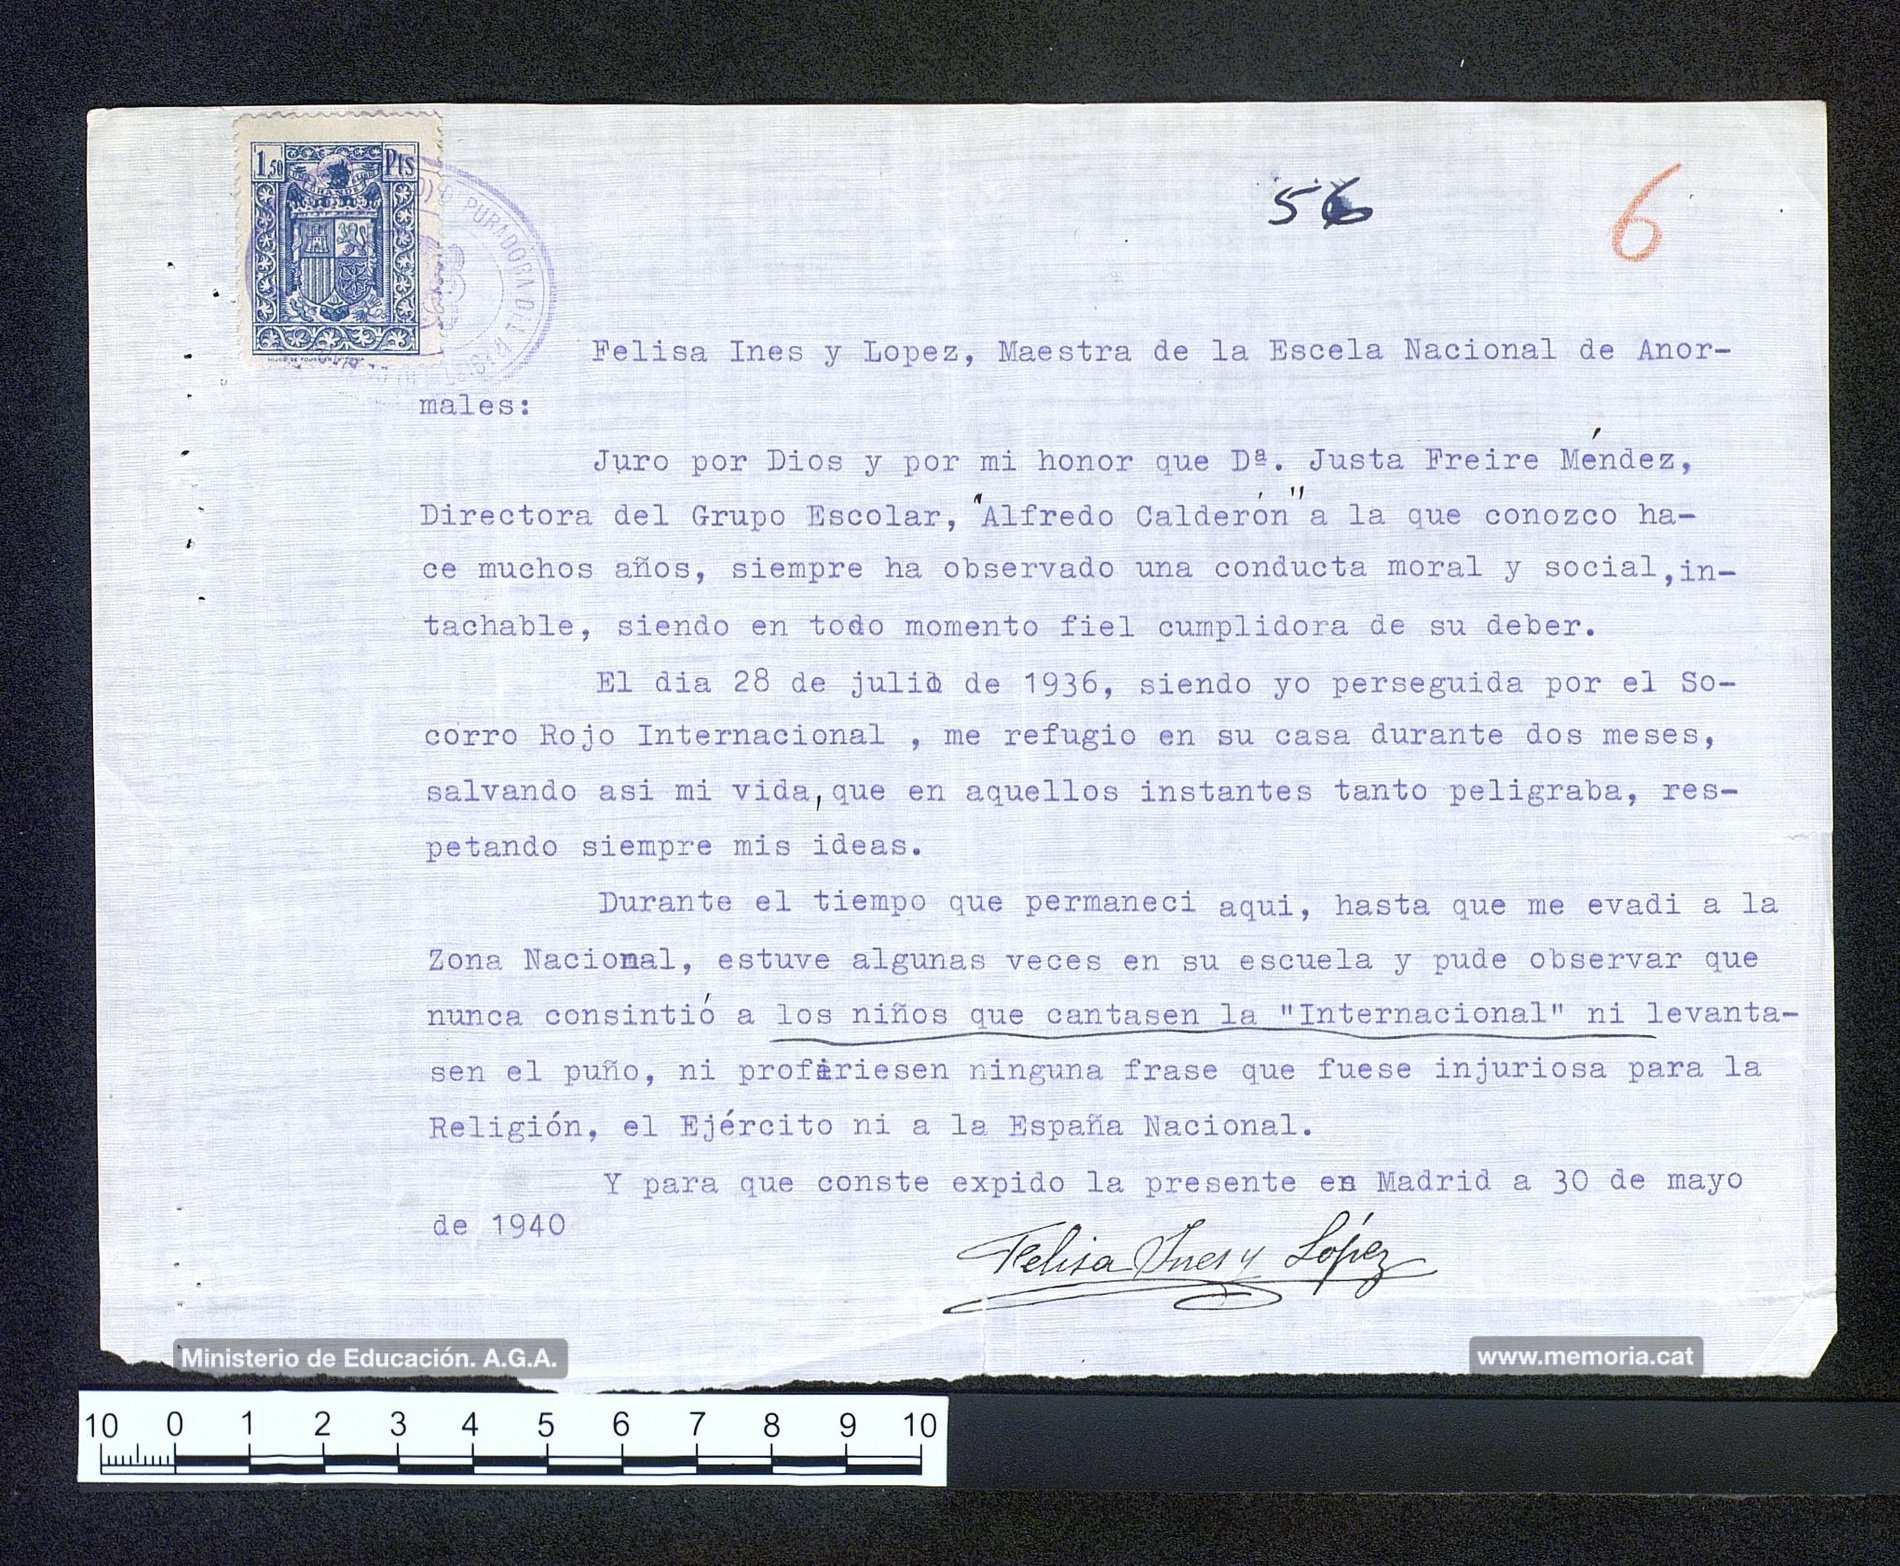 1,50 Pts
PURADORA DEL
56
6
Felisa Ines y Lopez, Maestra de la Escela Nacional de Anor-
males:
Juro por Dios y por mi honor que Dª. Justa Freire Méndez,
Directora del Grupo Escolar, "Alfredo Calderón" a la que conozco ha-
ce muchos años, siempre ha observado una conducta moral y social,in-
tachable, siendo en todo momento fiel cumplidora de su deber.
El dia 28 de julio de 1936, siendo yo perseguida por el So-
corro Rojo Internacional , me refugio en su casa durante dos meses,
salvando asi mi vida,que en aquellos instantes tanto peligraba, res-
petando siempre mis ideas.
Durante el tiempo que permaneci aqui, hasta que me evadi a la
Zona Nacional, estuve algunas veces en su escuela y pude observar que
nunca consintió a los niños que cantasen la "Internacional" ni levanta-
sen el puño, ni profiriesen ninguna frase que fuese injuriosa para la
Religión, el Ejército ni a la España Nacional.
Y para que conste expido la presente en Madrid a 30 de mayo
de 1940
Felisa Ines y López
Ministerio de Educación. A.G.A.
www.memoria.cat
10 0 1 2 3 4 5 6 7 8 9 10